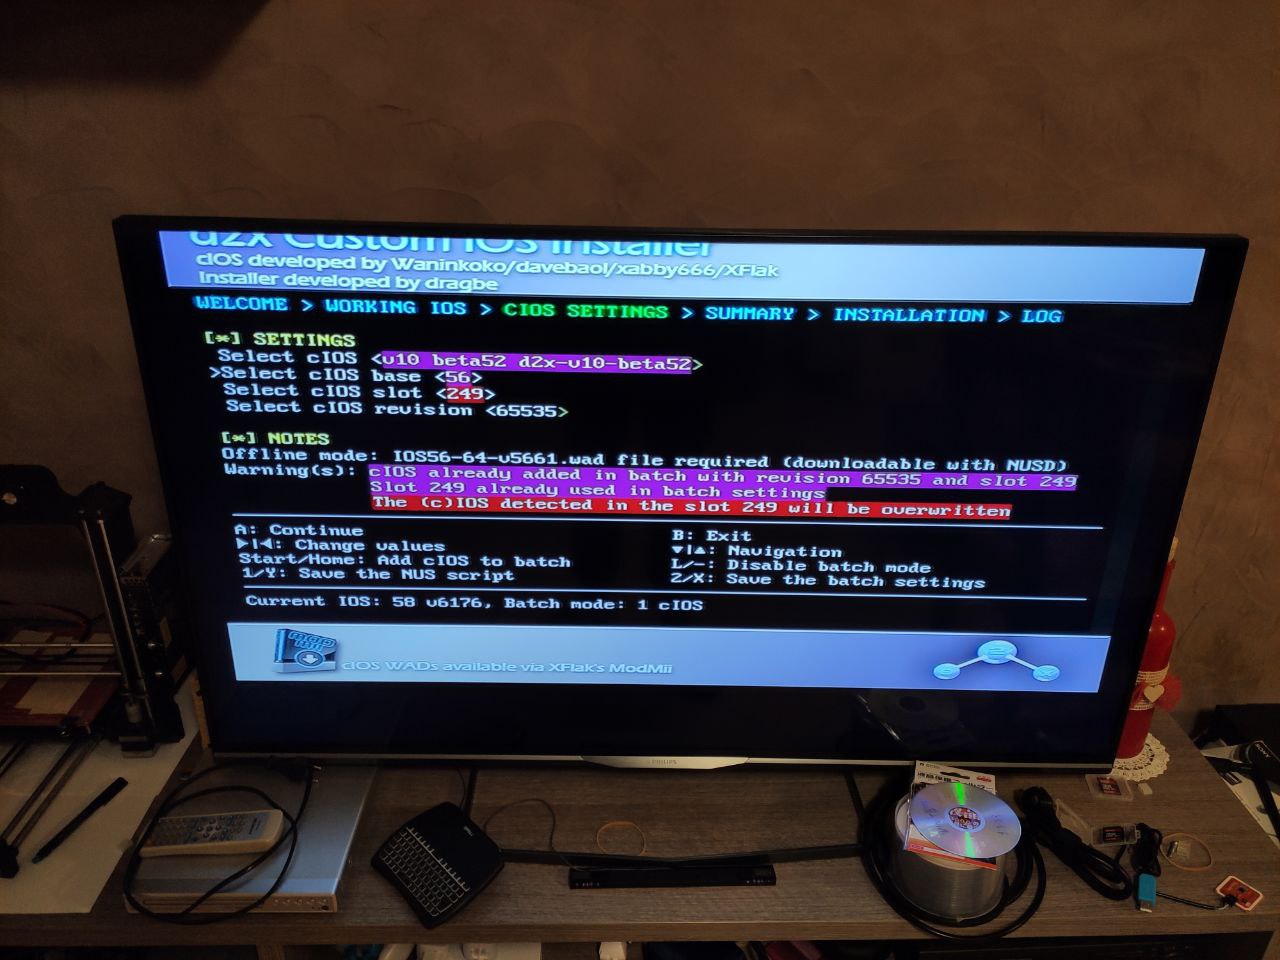 d2x Custom IOS Installer
cIOS developed by Waninkoko/davebaol/xabby666/XFlak
Installer developed by dragbe
WELCOME > WORKING IOS > CIOS SETTINGS > SUMMARY > INSTALLATION > LOG
[*] SETTINGS
Select cIOS <v10 beta52 d2x-v10-beta52>
>Select cIOS base <56>
Select cIOS slot <249>
Select cIOS revision <65535>
[*] NOTES
Offline mode: IOS56-64-v5661.wad file required (downloadable with NUSD)
Warning(s): cIOS already added in batch with revision 65535 and slot 249
Slot 249 already used in batch settings
The (c)IOS detected in the slot 249 will be overwritten
A: Continue
B: Exit
▶|◀: Change values
▼|▲: Navigation
Start/Home: Add cIOS to batch
L/-: Disable batch mode
1/Y: Save the NUS script
2/X: Save the batch settings
Current IOS: 58 v6176, Batch mode: 1 cIOS
cIOS WADs available via XFlak's ModMii
PHILIPS
SONY